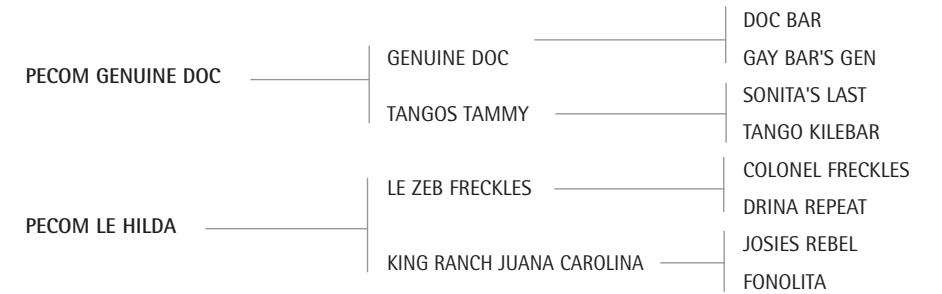 PECOM GENUINE DOC
GENUINE DOC
DOC BAR
GAY BAR'S GEN
TANGOS TAMMY
SONITA'S LAST
TANGO KILEBAR
PECOM LE HILDA
LE ZEB FRECKLES
COLONEL FRECKLES
DRINA REPEAT
KING RANCH JUANA CAROLINA
JOSIES REBEL
FONOLITA